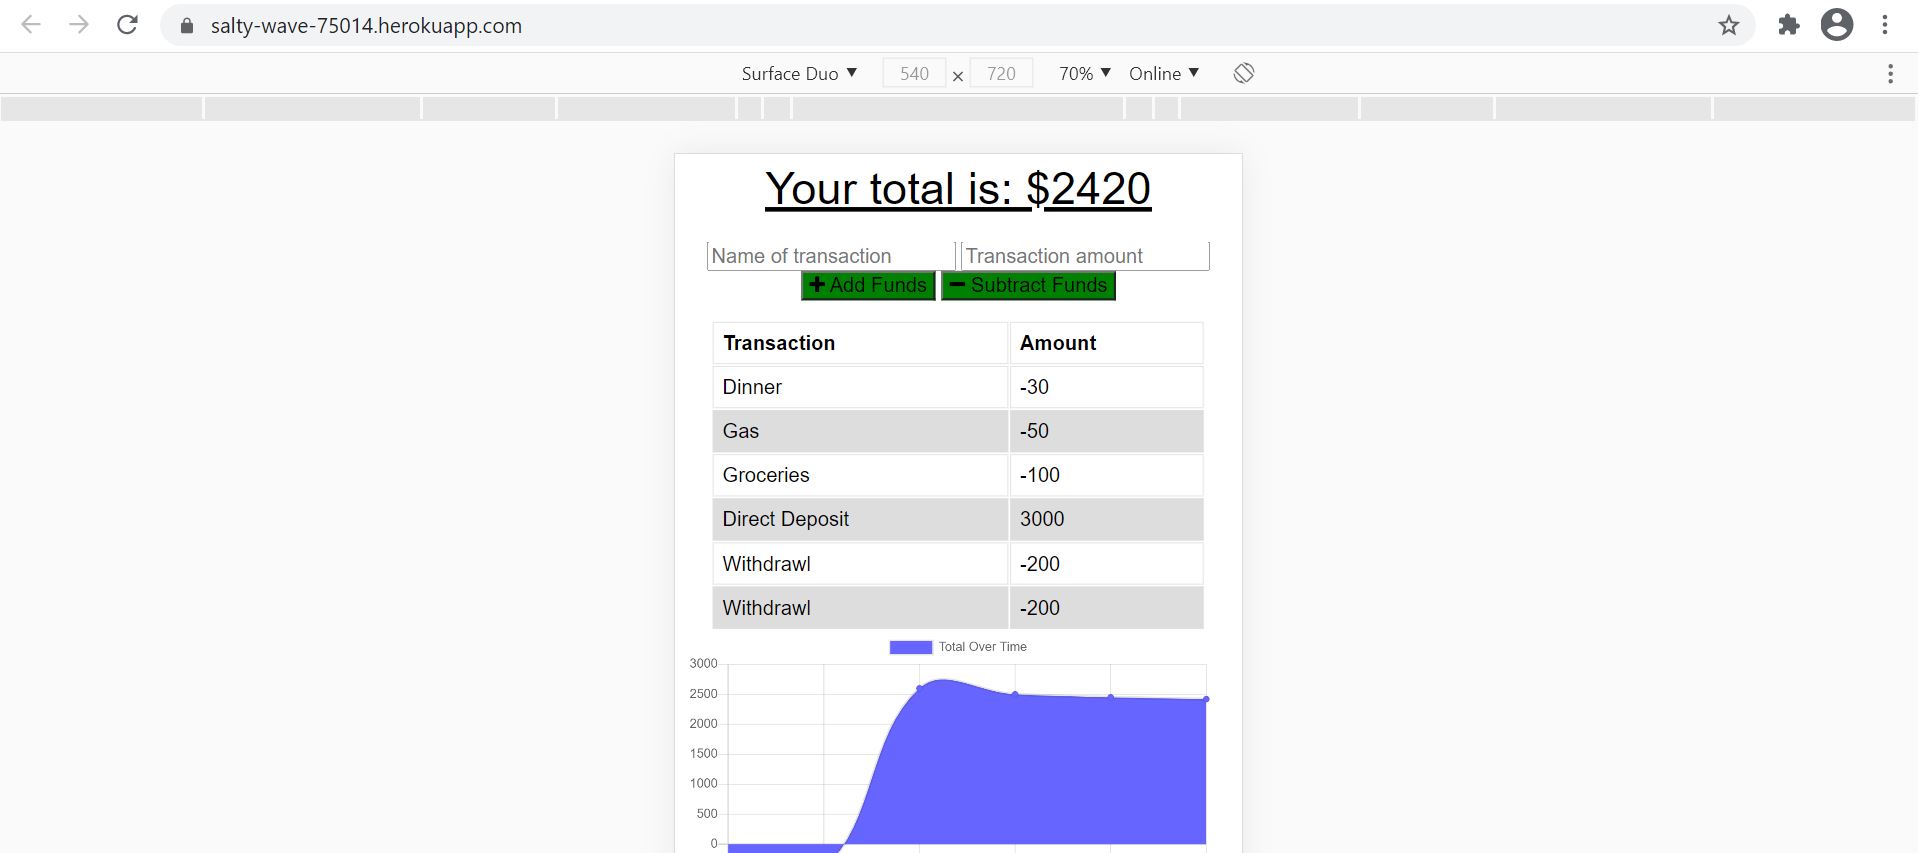 salty-wave-75014.herokuapp.com
Surface Duo ▼ 540 × 720 70% ▼ Online ▼
Your total is: $2420
Name of transaction Transaction amount
Add Funds Subtract Funds
Transaction Amount
Dinner -30
Gas -50
Groceries -100
Direct Deposit 3000
Withdrawl -200
Withdrawl -200
Total Over Time
3000
2500
2000
1500
1000
500
0